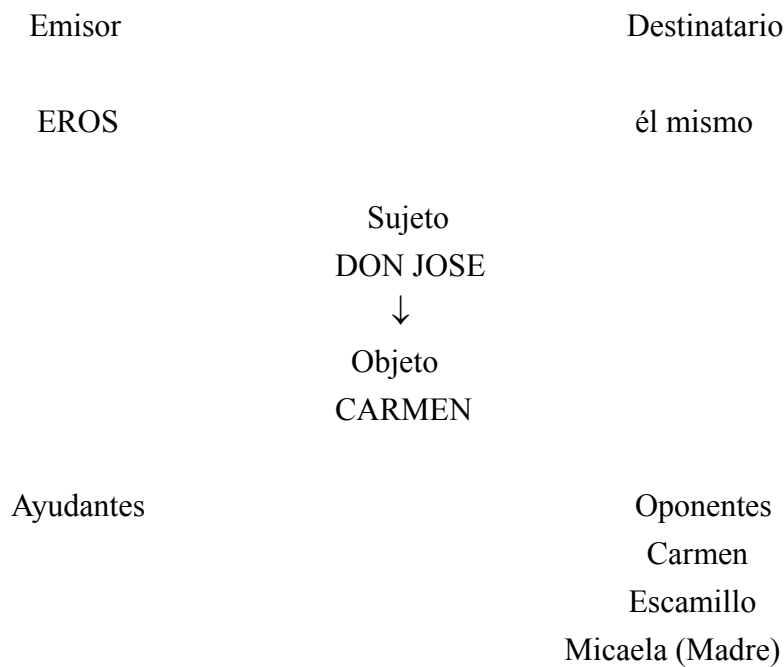 Emisor Destinatario
EROS él mismo
Sujeto
DON JOSE
↓
Objeto
CARMEN
Ayudantes Oponentes
Carmen
Escamillo
Micaela (Madre)